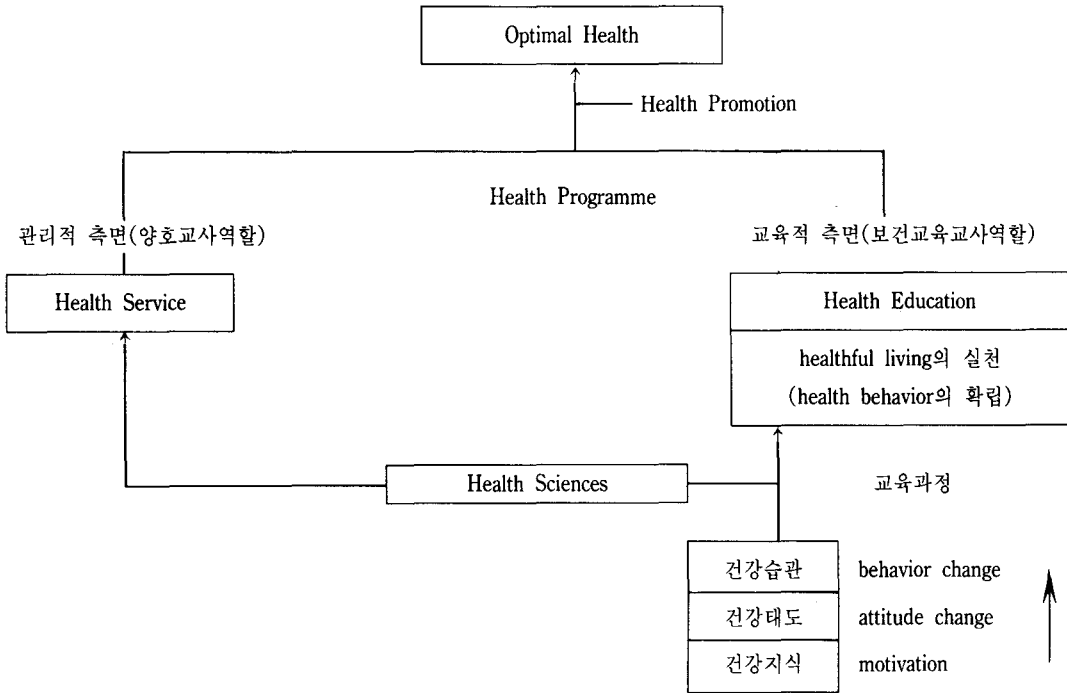 Optimal Health
Health Promotion
Health Programme
관리적 측면(양호교사역할)
교육적 측면(보건교육교사역할)
Health Service
Health Education
healthful living의 실천
(health behavior의 확립)
Health Sciences
교육과정
건강습관 behavior change
건강태도 attitude change
건강지식 motivation